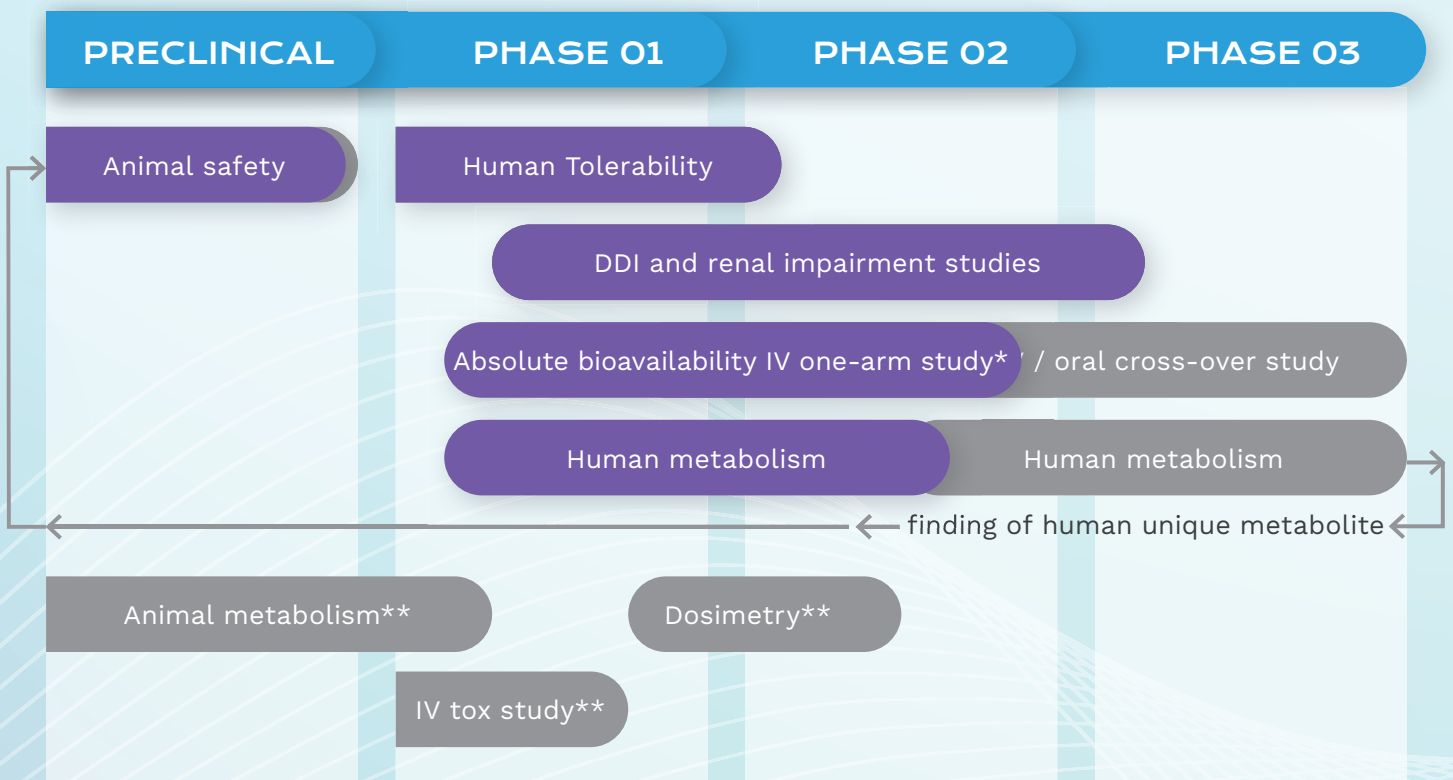 PRECLINICAL
PHASE 01
PHASE 02
PHASE 03
Animal safety
Human Tolerability
DDI and renal impairment studies
Absolute bioavailability IV one-arm study*
/ oral cross-over study
Human metabolism
Human metabolism
finding of human unique metabolite
Animal metabolism**
Dosimetry**
IV tox study**